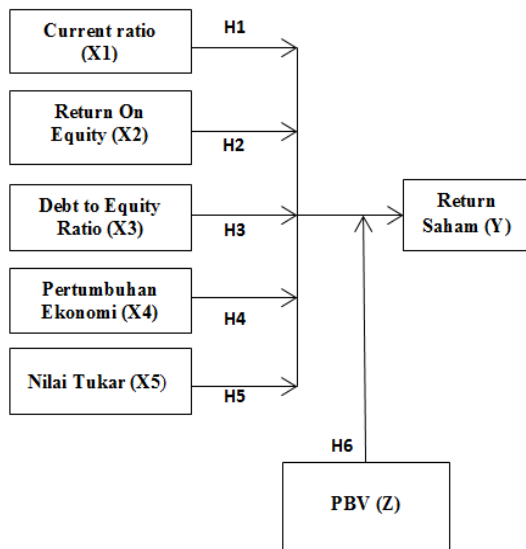 Current ratio
(X1)
H1
Return On
Equity (X2)
H2
Debt to Equity
Ratio (X3)
H3
Return
Saham (Y)
Pertumbuhan
Ekonomi (X4)
H4
Nilai Tukar (X5)
H5
H6
PBV (Z)